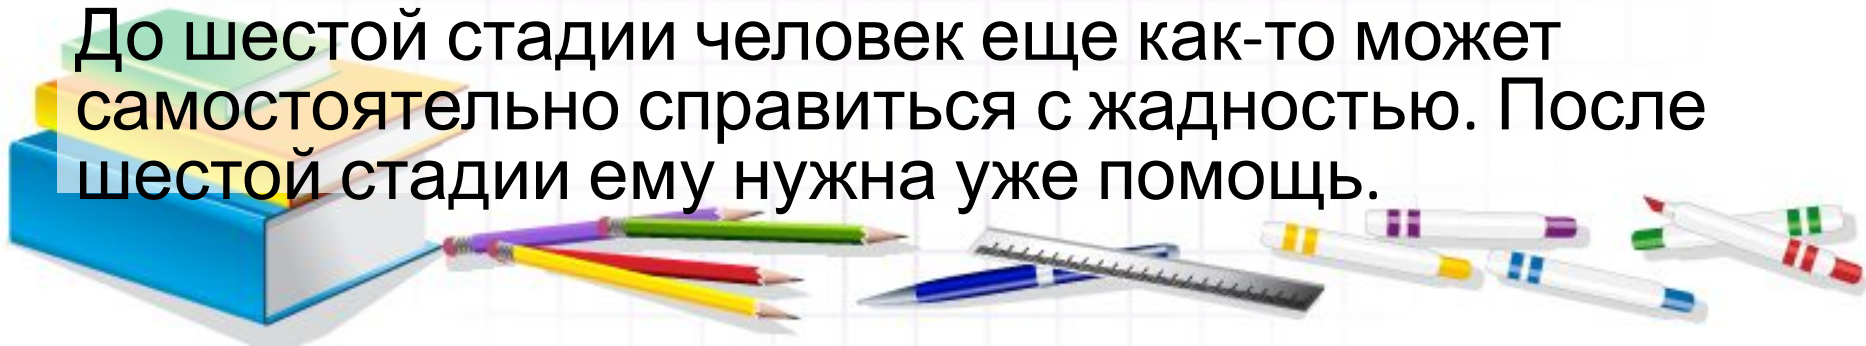 До шестой стадии человек еще как-то может
самостоятельно справиться с жадностью. После
шестой стадии ему нужна уже помощь.